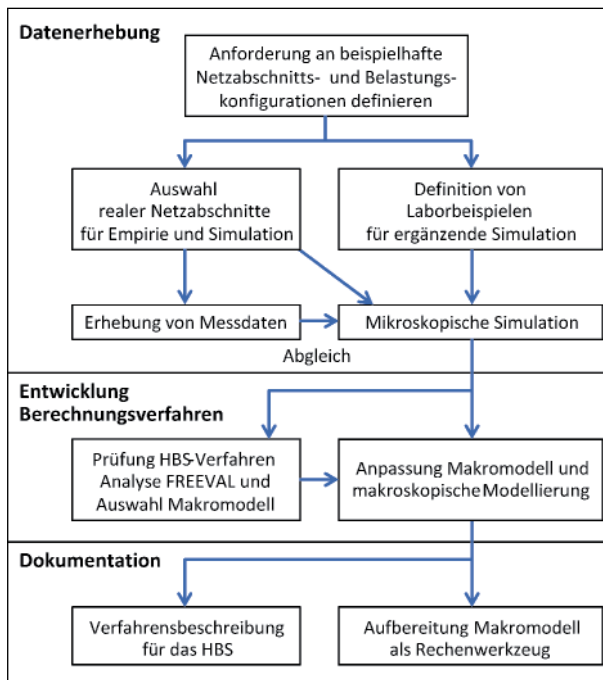 Datenerhebung
Anforderung an beispielhafte
Netzabschnitts- und Belastungs-
konfigurationen definieren
Auswahl
realer Netzabschnitte
für Empirie und Simulation
Definition von
Laborbeispielen
für ergänzende Simulation
Erhebung von Messdaten
Mikroskopische Simulation
Abgleich
Entwicklung
Berechnungsverfahren
Prüfung HBS-Verfahren
Analyse FREEVAL und
Auswahl Makromodell
Anpassung Makromodell und
makroskopische Modellierung
Dokumentation
Verfahrensbeschreibung
für das HBS
Aufbereitung Makromodell
als Rechenwerkzeug